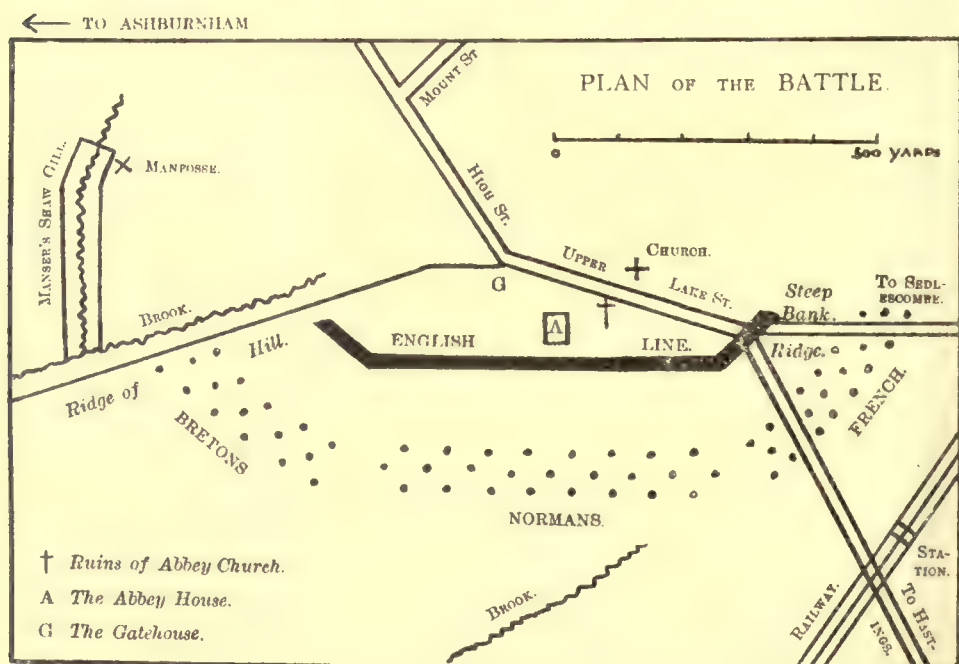 ← TO ASHBURNHAM
PLAN OF THE BATTLE.
0 500 YARDS
MOUNT ST
HIGH ST.
MANSER'S SHAW GILL.
MANFOSSE.
UPPER LAKE ST.
CHURCH.
Steep Bank.
TO SEDL-
ESCOMBE.
G
BROOK.
A
ENGLISH LINE.
Ridge of Hill.
Ridge.
BRETONS
FRENCH.
NORMANS.
† Ruins of Abbey Church.
A The Abbey House.
G The Gatehouse.
BROOK.
RAILWAY.
STA-
TION.
TO HAST-
INGS.